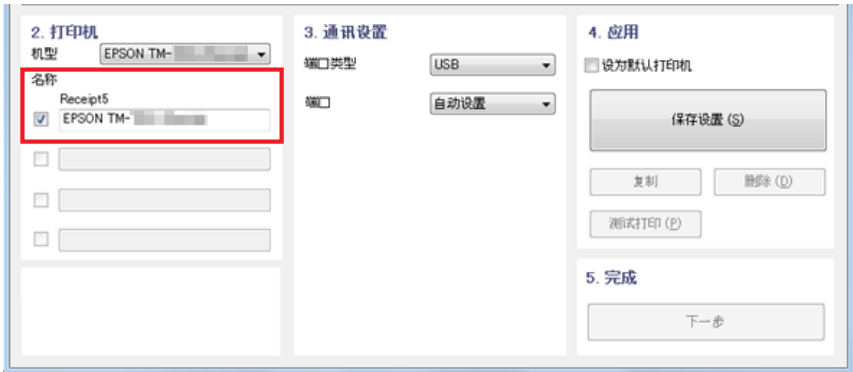 2. 打印机
机型
EPSON TM-
名称
Receipt5
EPSON TM-
3. 通讯设置
端口类型
USB
端口
自动设置
4. 应用
设为默认打印机
保存设置 (S)
复制
删除 (D)
测试打印 (P)
5. 完成
下一步